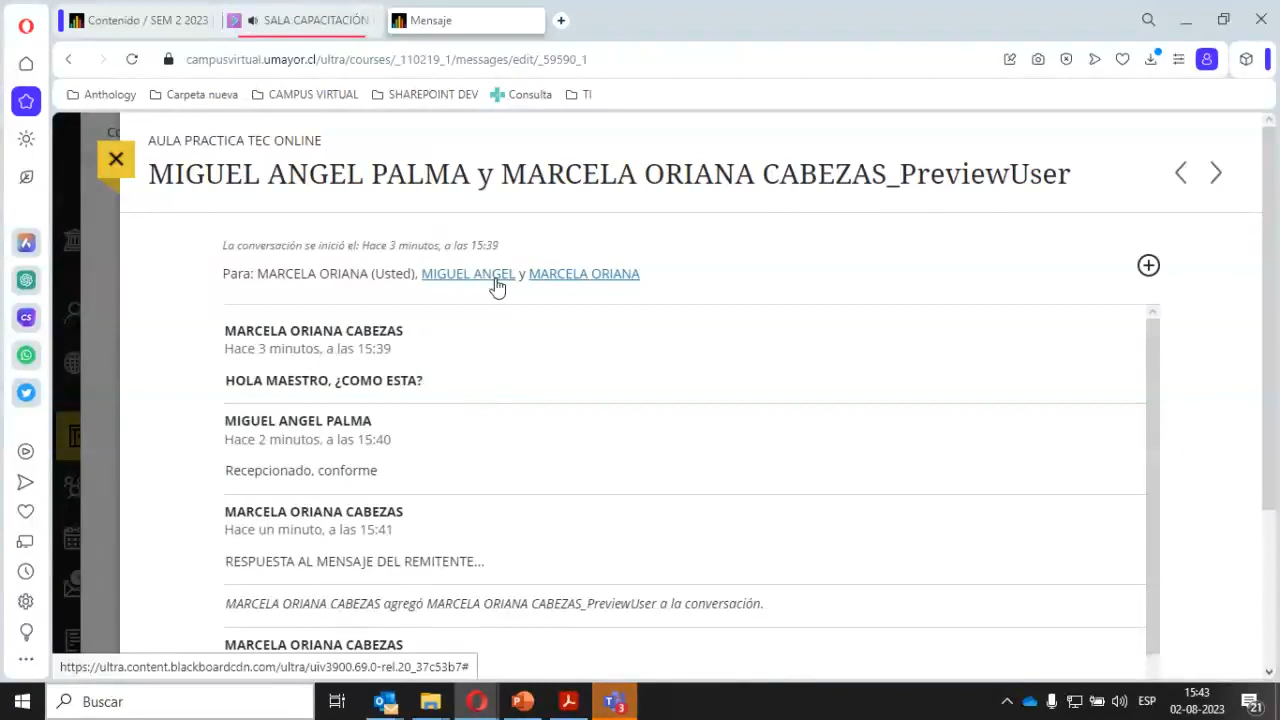 Contenido / SEM 2 2023
SALA CAPACITACIÓN
Mensaje
campusvirtual.umayor.cl/ultra/courses/_110219_1/messages/edit/_59590_1
Anthology
Carpeta nueva
CAMPUS VIRTUAL
SHAREPOINT DEV
Consulta
TI
AULA PRACTICA TEC ONLINE
MIGUEL ANGEL PALMA y MARCELA ORIANA CABEZAS_PreviewUser
La conversación se inició el: Hace 3 minutos, a las 15:39
Para: MARCELA ORIANA (Usted), MIGUEL ANGEL y MARCELA ORIANA
MARCELA ORIANA CABEZAS
Hace 3 minutos, a las 15:39
HOLA MAESTRO, ¿COMO ESTA?
MIGUEL ANGEL PALMA
Hace 2 minutos, a las 15:40
Recepcionado, conforme
MARCELA ORIANA CABEZAS
Hace un minuto, a las 15:41
RESPUESTA AL MENSAJE DEL REMITENTE...
MARCELA ORIANA CABEZAS agregó MARCELA ORIANA CABEZAS_PreviewUser a la conversación.
MARCELA ORIANA CABEZAS
https://ultra.content.blackboardcdn.com/ultra/uiv3900.69.0-rel.20_37c53b7#
Buscar
ESP
15:43
02-08-2023